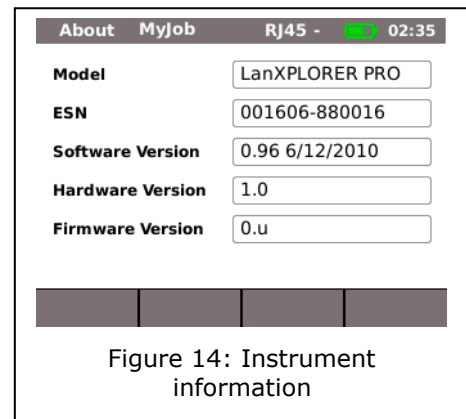 About MyJob RJ45 - 02:35
Model LanXPLORER PRO
ESN 001606-880016
Software Version 0.96 6/12/2010
Hardware Version 1.0
Firmware Version 0.u
Figure 14: Instrument
information